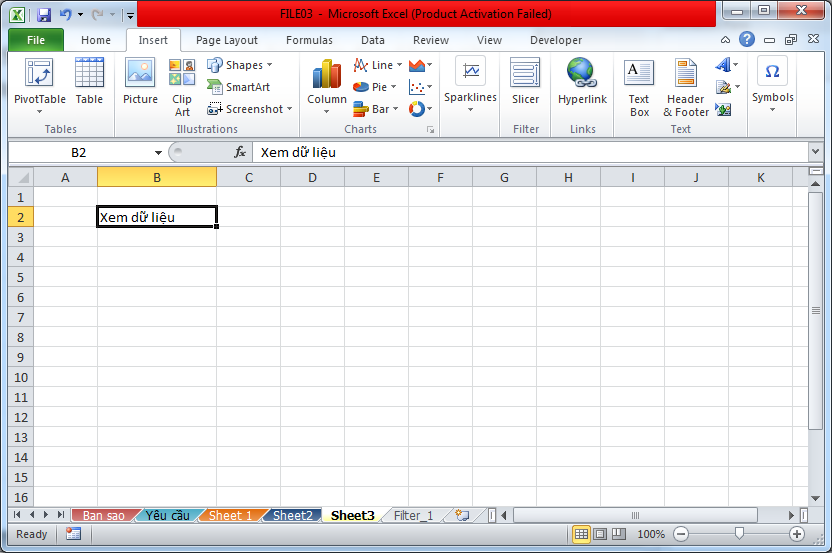 FILE03 - Microsoft Excel (Product Activation Failed)
File Home Insert Page Layout Formulas Data Review View Developer
PivotTable Table Picture Clip Art Shapes SmartArt Screenshot Column Line Pie Bar Sparklines Slicer Hyperlink Text Box Header & Footer Symbols
Tables Illustrations Charts Filter Links Text
B2 fx Xem dữ liệu
A B C D E F G H I J K
1
2 Xem dữ liệu
3
4
5
6
7
8
9
10
11
12
13
14
15
16
Ban sao Yêu cầu Sheet 1 Sheet2 Sheet3 Filter_1
Ready 100%